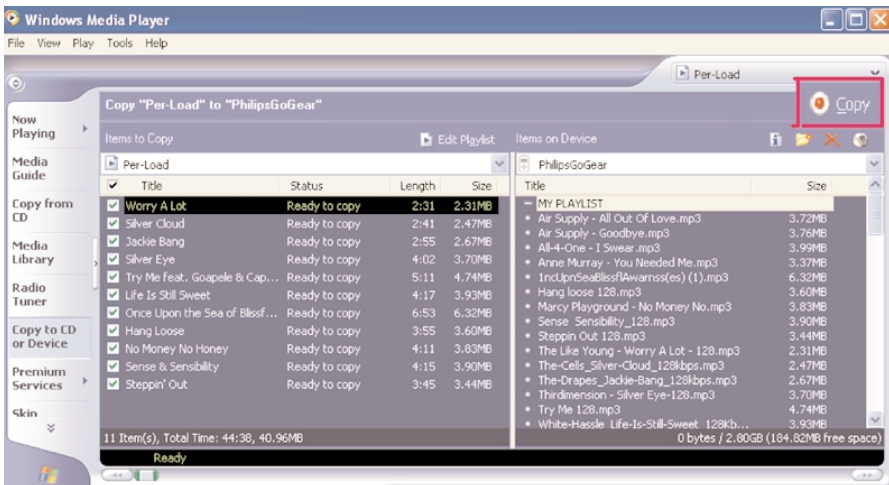 Windows Media Player
File View Play Tools Help
Per-Load
Copy "Per-Load" to "PhilipsGoGear"
Copy
Now Playing
Media Guide
Copy from CD
Media Library
Radio Tuner
Copy to CD or Device
Premium Services
Skin
Items to Copy
Edit Playlist
Per-Load
Title Status Length Size
Worry A Lot Ready to copy 2:31 2.31MB
Silver Cloud Ready to copy 2:41 2.47MB
Jackie Bang Ready to copy 2:55 2.67MB
Silver Eye Ready to copy 4:02 3.70MB
Try Me feat. Goapele & Cap... Ready to copy 5:11 4.74MB
Life Is Still Sweet Ready to copy 4:17 3.93MB
Once Upon the Sea of Blissf... Ready to copy 6:53 6.32MB
Hang Loose Ready to copy 3:55 3.60MB
No Money No Honey Ready to copy 4:11 3.83MB
Sense & Sensibility Ready to copy 4:15 3.90MB
Steppin' Out Ready to copy 3:45 3.44MB
11 Item(s), Total Time: 44:38, 40.96MB
Items on Device
PhilipsGoGear
Title Size
MY PLAYLIST
Air Supply - All Out Of Love.mp3 3.72MB
Air Supply - Goodbye.mp3 3.76MB
All-4-One - I Swear.mp3 3.99MB
Anne Murray - You Needed Me.mp3 3.37MB
1ncUpnSeaBlissflAwarnss(es) (1).mp3 6.32MB
Hang loose 128.mp3 3.60MB
Marcy Playground - No Money No.mp3 3.83MB
Sense Sensibility_128.mp3 3.90MB
Steppin Out 128.mp3 3.44MB
The Like Young - Worry A Lot - 128.mp3 2.31MB
The-Cells_Silver-Cloud_128kbps.mp3 2.47MB
The-Drapes_Jackie-Bang_128kbps.mp3 2.67MB
Thirdimension - Silver Eye-128.mp3 3.70MB
Try Me 128.mp3 4.74MB
White-Hassle Life-Is-Still-Sweet 128Kb... 3.93MB
0 bytes / 2.80GB (184.82MB free space)
Ready